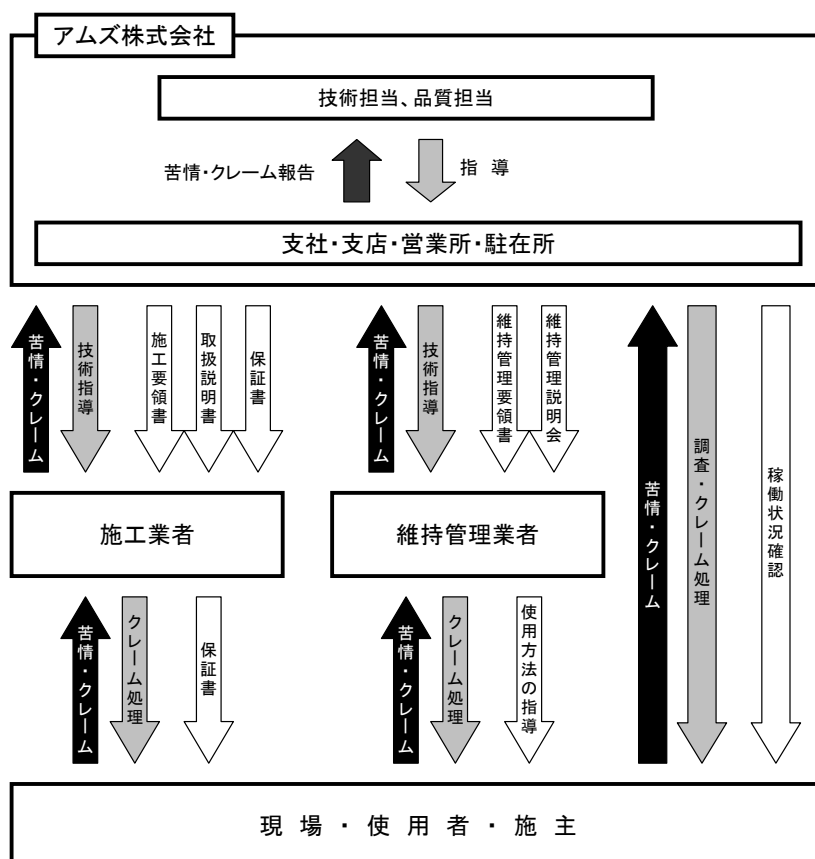 アムズ株式会社
技術担当、品質担当
苦情・クレーム報告
指 導
支社・支店・営業所・駐在所
苦情・クレーム
技術指導
施工要領書
取扱説明書
保証書
苦情・クレーム
技術指導
維持管理要領書
維持管理説明会
苦情・クレーム
調査・クレーム処理
稼働状況確認
施工業者
維持管理業者
苦情・クレーム
クレーム処理
保証書
苦情・クレーム
クレーム処理
使用方法の指導
現 場 ・ 使 用 者 ・ 施 主